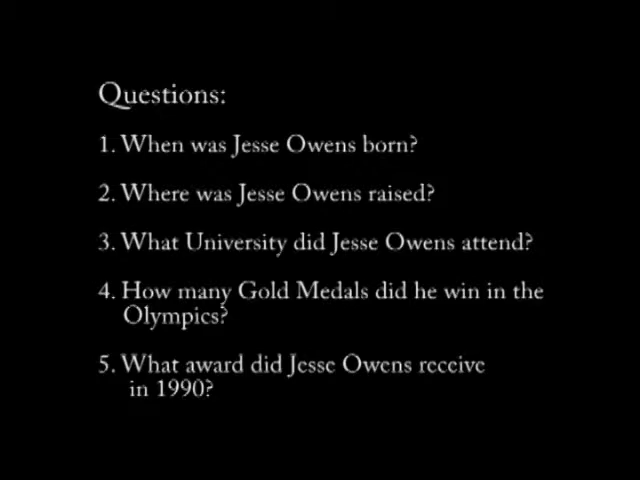 Questions:
1. When was Jesse Owens born?
2. Where was Jesse Owens raised?
3. What University did Jesse Owens attend?
4. How many Gold Medals did he win in the
Olympics?
5. What award did Jesse Owens receive
in 1990?